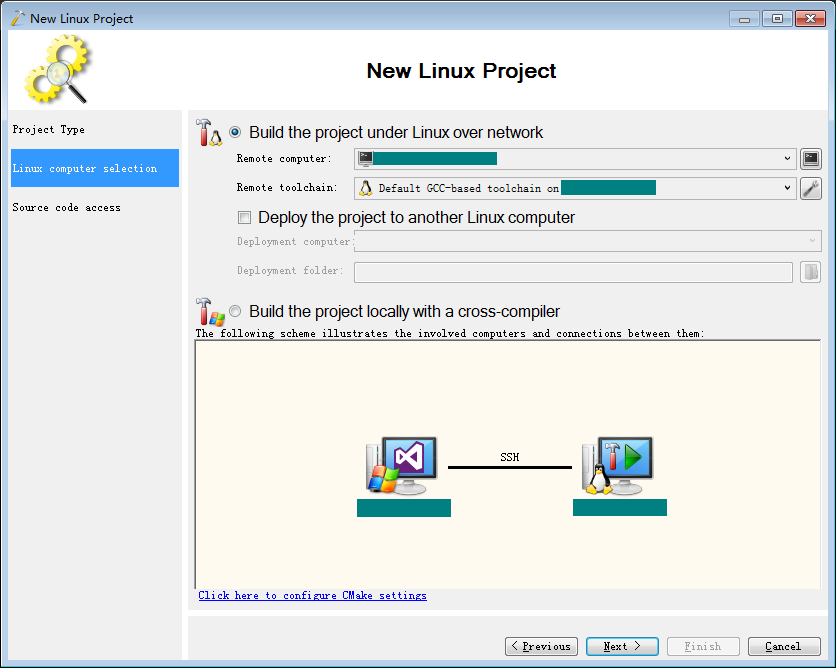 New Linux Project
New Linux Project
Project Type
Linux computer selection
Source code access
Build the project under Linux over network
Remote computer:
Remote toolchain: Default GCC-based toolchain on
Deploy the project to another Linux computer
Deployment computer:
Deployment folder:
Build the project locally with a cross-compiler
The following scheme illustrates the involved computers and connections between them:
SSH
Click here to configure CMake settings
< Previous Next > Finish Cancel